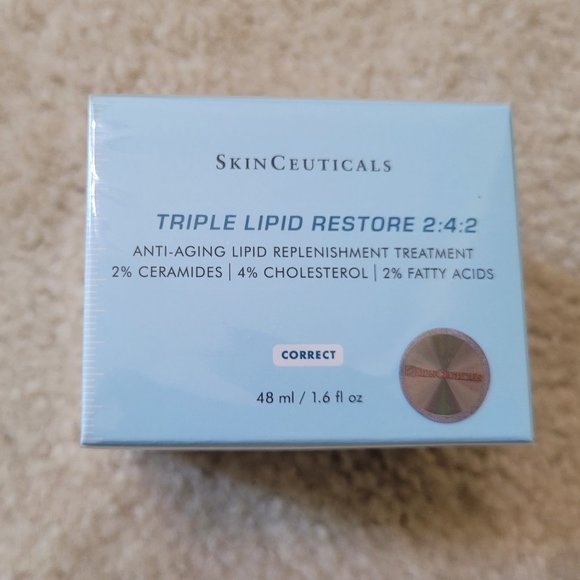 SKINCEUTICALS
TRIPLE LIPID RESTORE 2:4:2
ANTI-AGING LIPID REPLENISHMENT TREATMENT
2% CERAMIDES | 4% CHOLESTEROL | 2% FATTY ACIDS
CORRECT
48 ml / 1.6 fl oz